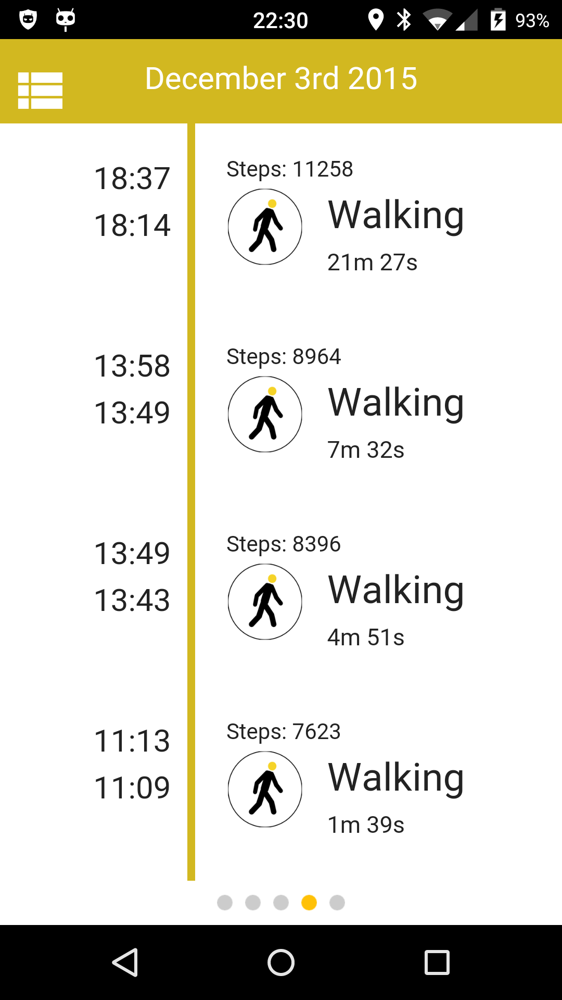 22:30
93%
December 3rd 2015
18:37
18:14
Steps: 11258
Walking
21m 27s
13:58
13:49
Steps: 8964
Walking
7m 32s
13:49
13:43
Steps: 8396
Walking
4m 51s
11:13
11:09
Steps: 7623
Walking
1m 39s